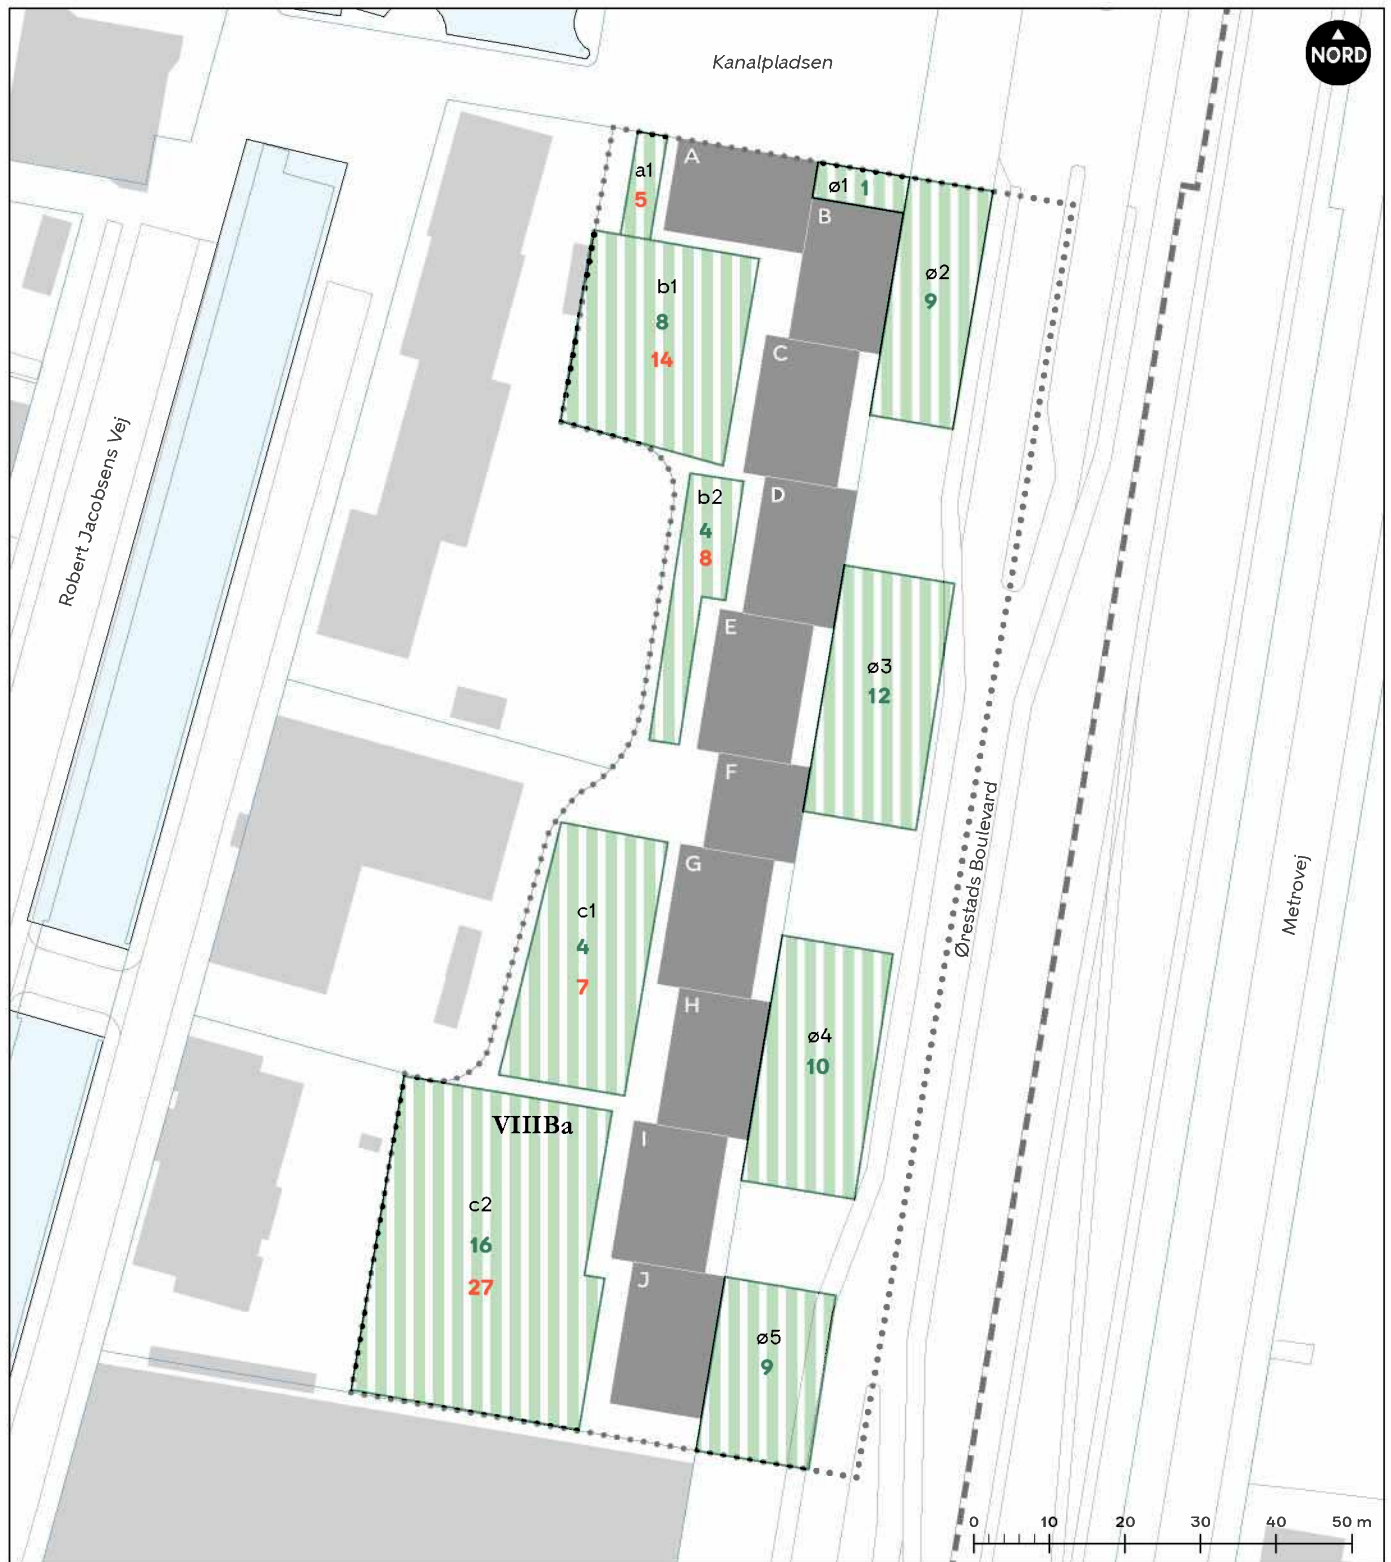 Kanalpladsen
NORD
a1
5
A
ø1 1
B
ø2
9
b1
8
14
C
b2
4
8
D
Robert Jacobsens Vej
E
ø3
12
F
G
c1
4
7
Ørestads Boulevard
Metrovej
H
ø4
10
VIIIBa
I
c2
16
27
J
ø5
9
0 10 20 30 40 50 m